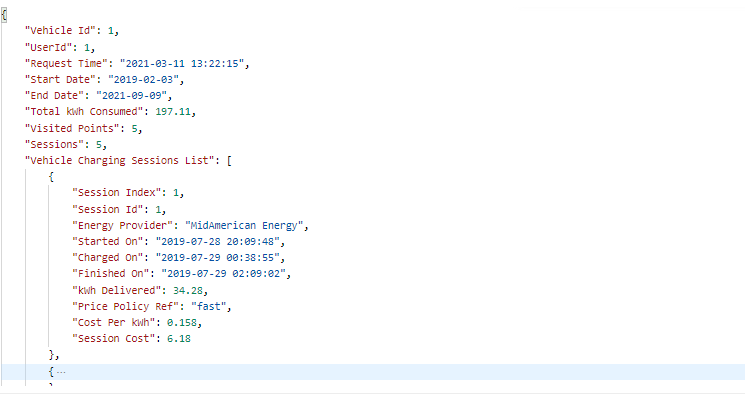 {
"Vehicle Id": 1,
"UserId": 1,
"Request Time": "2021-03-11 13:22:15",
"Start Date": "2019-02-03",
"End Date": "2021-09-09",
"Total kWh Consumed": 197.11,
"Visited Points": 5,
"Sessions": 5,
"Vehicle Charging Sessions List": [
{
"Session Index": 1,
"Session Id": 1,
"Energy Provider": "MidAmerican Energy",
"Started On": "2019-07-28 20:09:48",
"Charged On": "2019-07-29 00:38:55",
"Finished On": "2019-07-29 02:09:02",
"kWh Delivered": 34.28,
"Price Policy Ref": "fast",
"Cost Per kWh": 0.158,
"Session Cost": 6.18
},
{ ...